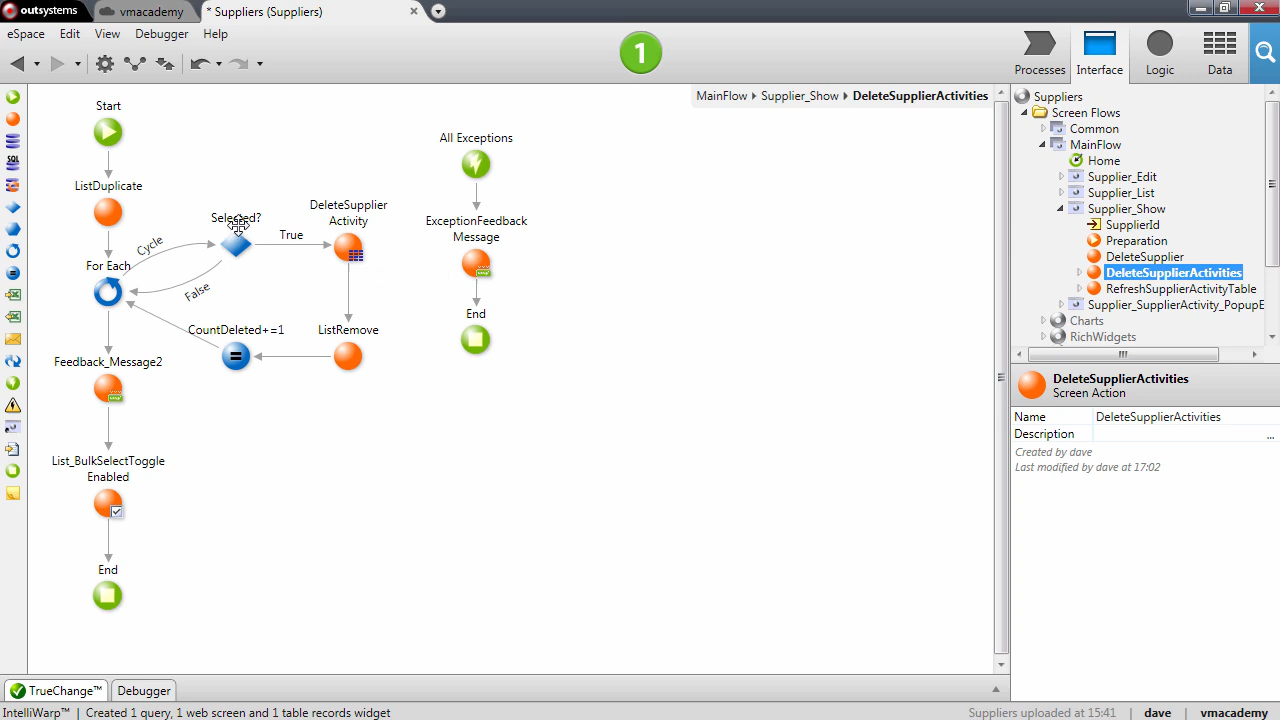 outsystems
vmacademy
* Suppliers (Suppliers)
eSpace Edit View Debugger Help
1
Processes Interface Logic Data
MainFlow Supplier_Show DeleteSupplierActivities
SQL
Start
ListDuplicate
For Each
Cycle
False
Selected?
True
DeleteSupplier
Activity
ListRemove
CountDeleted+=1
Feedback_Message2
List_BulkSelectToggle
Enabled
End
All Exceptions
ExceptionFeedback
Message
End
Suppliers
Screen Flows
Common
MainFlow
Home
Supplier_Edit
Supplier_List
Supplier_Show
SupplierId
Preparation
DeleteSupplier
DeleteSupplierActivities
RefreshSupplierActivityTable
Supplier_SupplierActivity_PopupE
Charts
RichWidgets
DeleteSupplierActivities
Screen Action
Name DeleteSupplierActivities
Description ...
Created by dave
Last modified by dave at 17:02
TrueChange™ Debugger
IntelliWarp™ Created 1 query, 1 web screen and 1 table records widget
Suppliers uploaded at 15:41 dave vmacademy